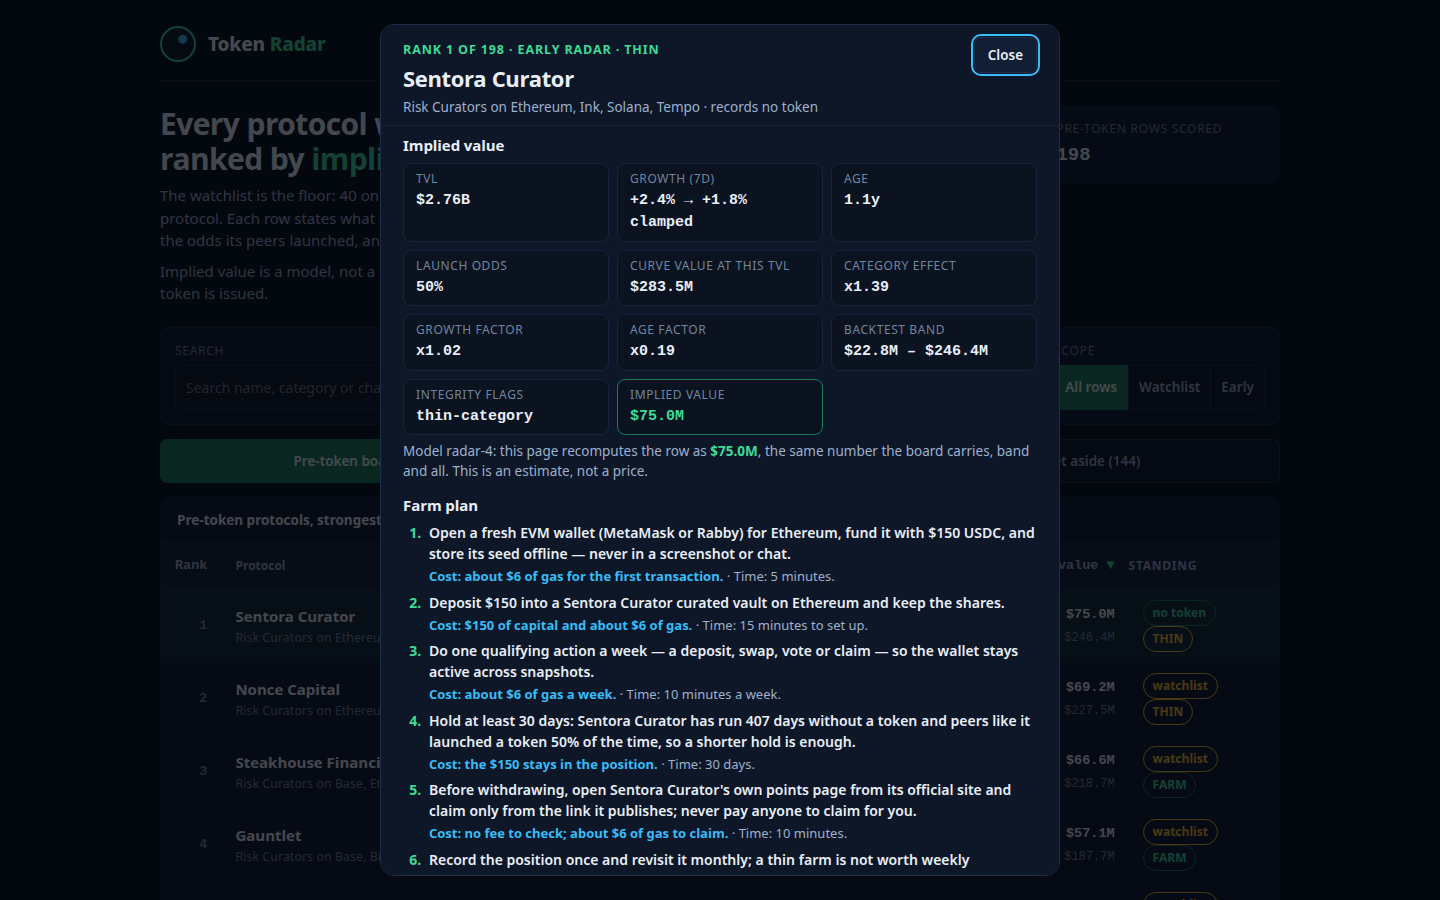 Token Radar
Every protocol
ranked by impli
The watchlist is the floor: 40 on
protocol. Each row states what
the odds its peers launched, an
Implied value is a model, not a
token is issued.
PRE-TOKEN ROWS SCORED
198
SEARCH
Search name, category or cha
COPE
All rows
Watchlist
Early
Pre-token boa
t aside (144)
Pre-token protocols, strongest
Rank
Protocol
value ▼
STANDING
1
Sentora Curator
Risk Curators on Ethereu
$75.0M
$246.4M
no token
THIN
2
Nonce Capital
Risk Curators on Ethereu
$69.2M
$227.5M
watchlist
THIN
3
Steakhouse Financi
Risk Curators on Base, Et
$66.6M
$218.7M
watchlist
FARM
4
Gauntlet
Risk Curators on Base, Bi
$57.1M
$187.7M
watchlist
FARM
RANK 1 OF 198 · EARLY RADAR · THIN
Close
Sentora Curator
Risk Curators on Ethereum, Ink, Solana, Tempo · records no token
Implied value
TVL
$2.76B
GROWTH (7D)
+2.4% → +1.8%
clamped
AGE
1.1y
LAUNCH ODDS
50%
CURVE VALUE AT THIS TVL
$283.5M
CATEGORY EFFECT
x1.39
GROWTH FACTOR
x1.02
AGE FACTOR
x0.19
BACKTEST BAND
$22.8M – $246.4M
INTEGRITY FLAGS
thin-category
IMPLIED VALUE
$75.0M
Model radar-4: this page recomputes the row as $75.0M, the same number the board carries, band
and all. This is an estimate, not a price.
Farm plan
1. Open a fresh EVM wallet (MetaMask or Rabby) for Ethereum, fund it with $150 USDC, and
store its seed offline — never in a screenshot or chat.
Cost: about $6 of gas for the first transaction. · Time: 5 minutes.
2. Deposit $150 into a Sentora Curator curated vault on Ethereum and keep the shares.
Cost: $150 of capital and about $6 of gas. · Time: 15 minutes to set up.
3. Do one qualifying action a week — a deposit, swap, vote or claim — so the wallet stays
active across snapshots.
Cost: about $6 of gas a week. · Time: 10 minutes a week.
4. Hold at least 30 days: Sentora Curator has run 407 days without a token and peers like it
launched a token 50% of the time, so a shorter hold is enough.
Cost: the $150 stays in the position. · Time: 30 days.
5. Before withdrawing, open Sentora Curator's own points page from its official site and
claim only from the link it publishes; never pay anyone to claim for you.
Cost: no fee to check; about $6 of gas to claim. · Time: 10 minutes.
6. Record the position once and revisit it monthly; a thin farm is not worth weekly